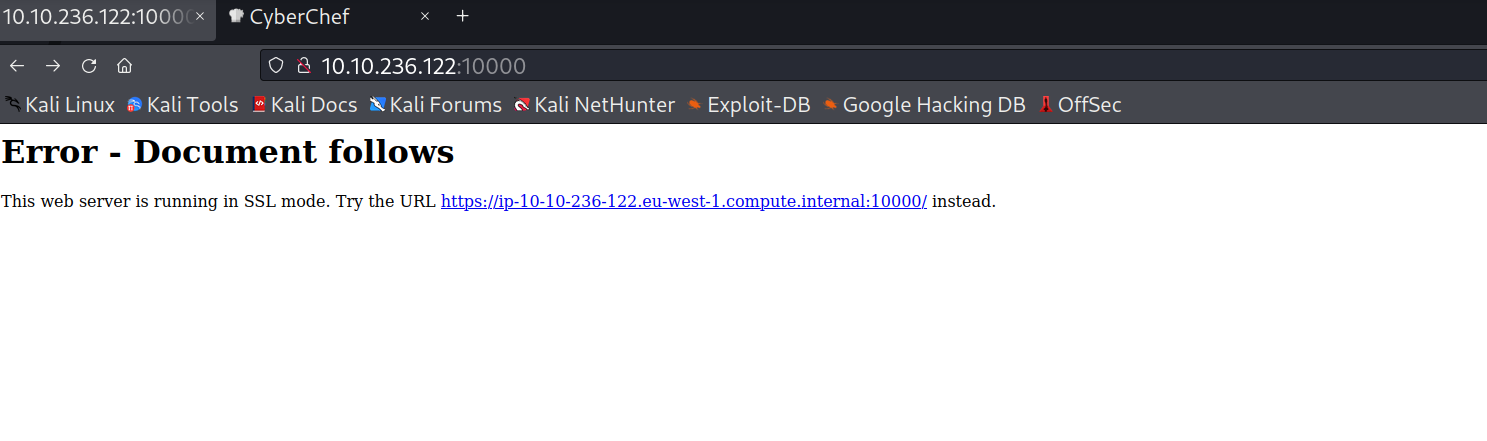 10.10.236.122:10000
CyberChef
10.10.236.122:10000
Kali Linux Kali Tools Kali Docs Kali Forums Kali NetHunter Exploit-DB Google Hacking DB OffSec
Error - Document follows
This web server is running in SSL mode. Try the URL https://ip-10-10-236-122.eu-west-1.compute.internal:10000/ instead.